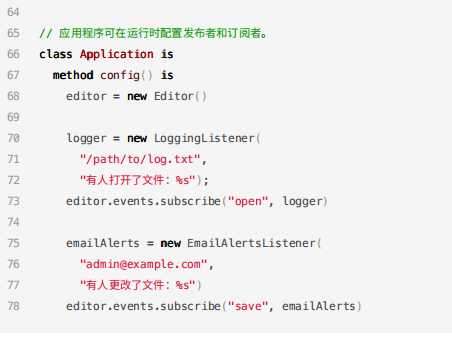 64
65 // 应用程序可在运行时配置发布者和订阅者。
66 class Application is
67   method config() is
68     editor = new Editor()
69
70     logger = new LoggingListener(
71       "/path/to/log.txt",
72       "有人打开了文件：%s");
73     editor.events.subscribe("open", logger)
74
75     emailAlerts = new EmailAlertsListener(
76       "admin@example.com",
77       "有人更改了文件：%s")
78     editor.events.subscribe("save", emailAlerts)